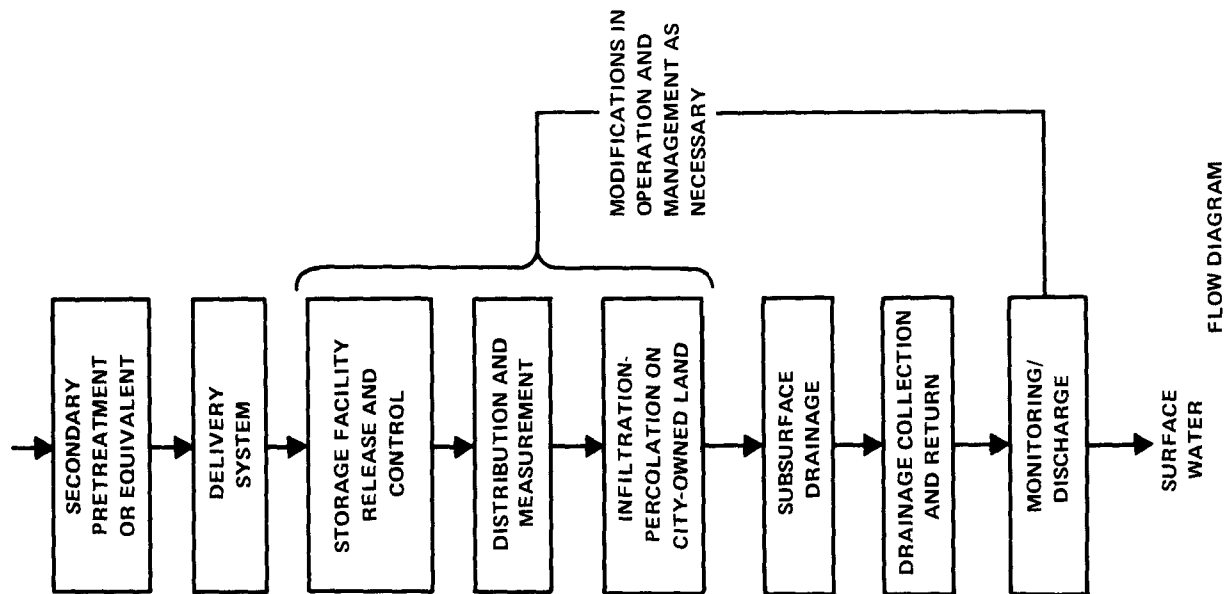 SECONDARY
PRETREATMENT
OR EQUIVALENT
DELIVERY
SYSTEM
STORAGE FACILITY
RELEASE AND
CONTROL
DISTRIBUTION AND
MEASUREMENT
INFILTRATION-
PERCOLATION ON
CITY-OWNED LAND
SUBSURFACE
DRAINAGE
DRAINAGE COLLECTION
AND RETURN
MONITORING/
DISCHARGE
SURFACE
WATER
MODIFICATIONS IN
OPERATION AND
MANAGEMENT AS
NECESSARY
FLOW DIAGRAM